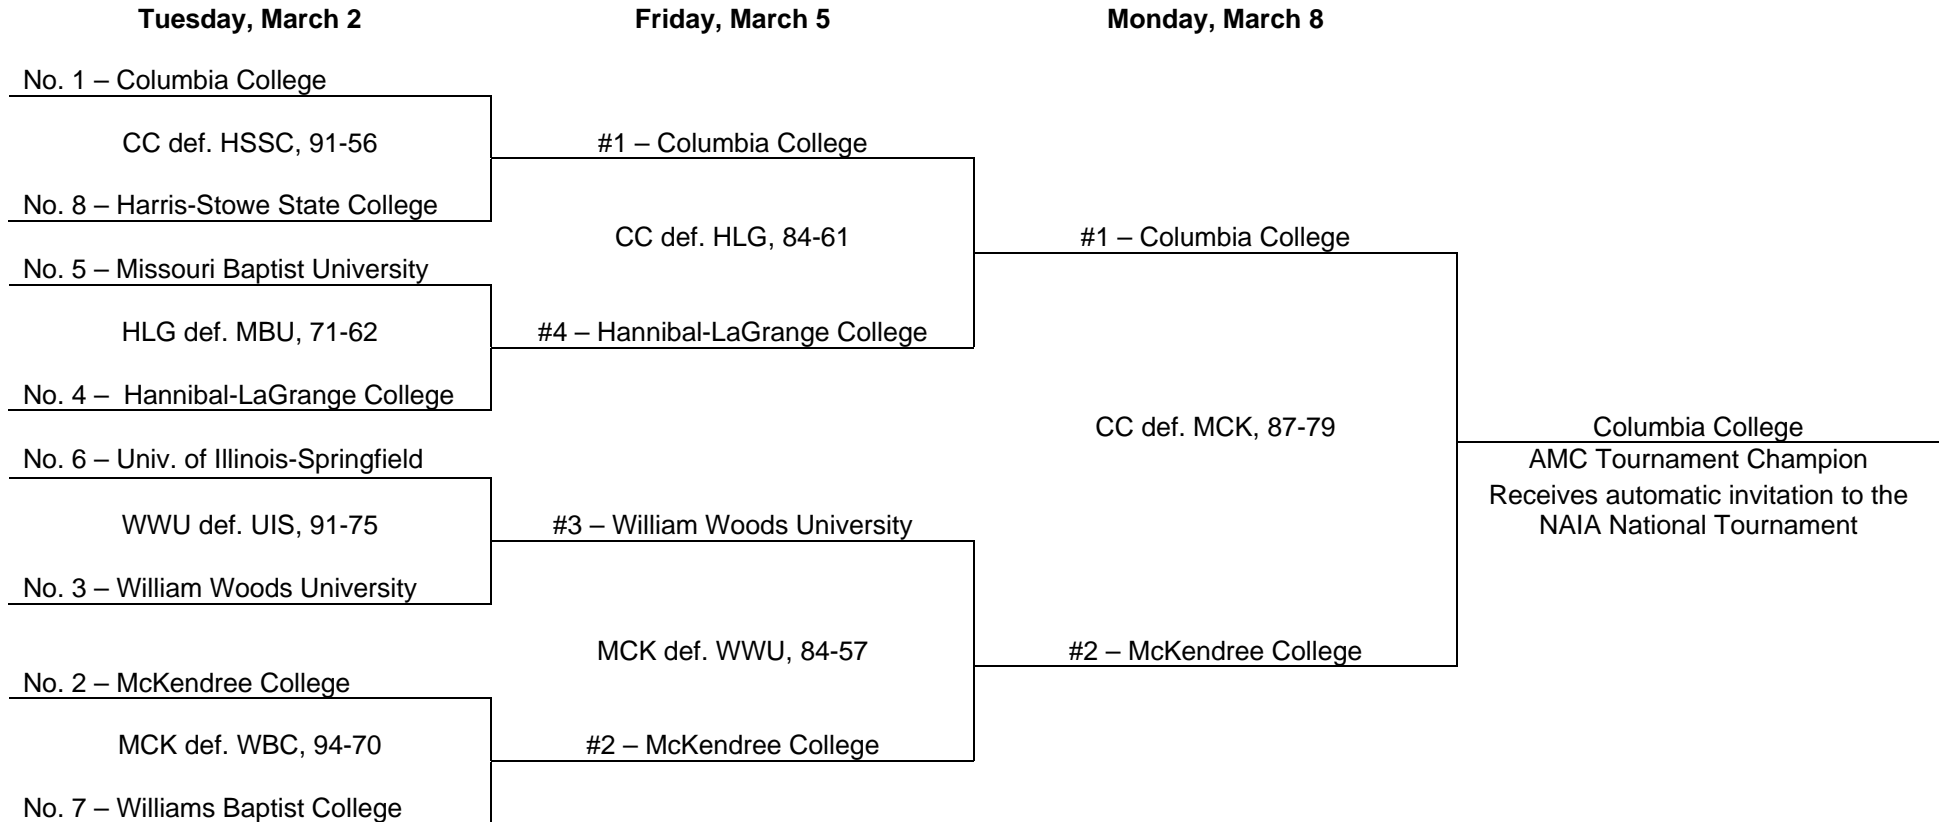 Tuesday, March 2
Friday, March 5
Monday, March 8
No. 1 – Columbia College
CC def. HSSC, 91-56
#1 – Columbia College
No. 8 – Harris-Stowe State College
CC def. HLG, 84-61
#1 – Columbia College
No. 5 – Missouri Baptist University
HLG def. MBU, 71-62
#4 – Hannibal-LaGrange College
No. 4 – Hannibal-LaGrange College
CC def. MCK, 87-79
Columbia College
AMC Tournament Champion
Receives automatic invitation to the
NAIA National Tournament
No. 6 – Univ. of Illinois-Springfield
WWU def. UIS, 91-75
#3 – William Woods University
No. 3 – William Woods University
MCK def. WWU, 84-57
#2 – McKendree College
No. 2 – McKendree College
MCK def. WBC, 94-70
#2 – McKendree College
No. 7 – Williams Baptist College